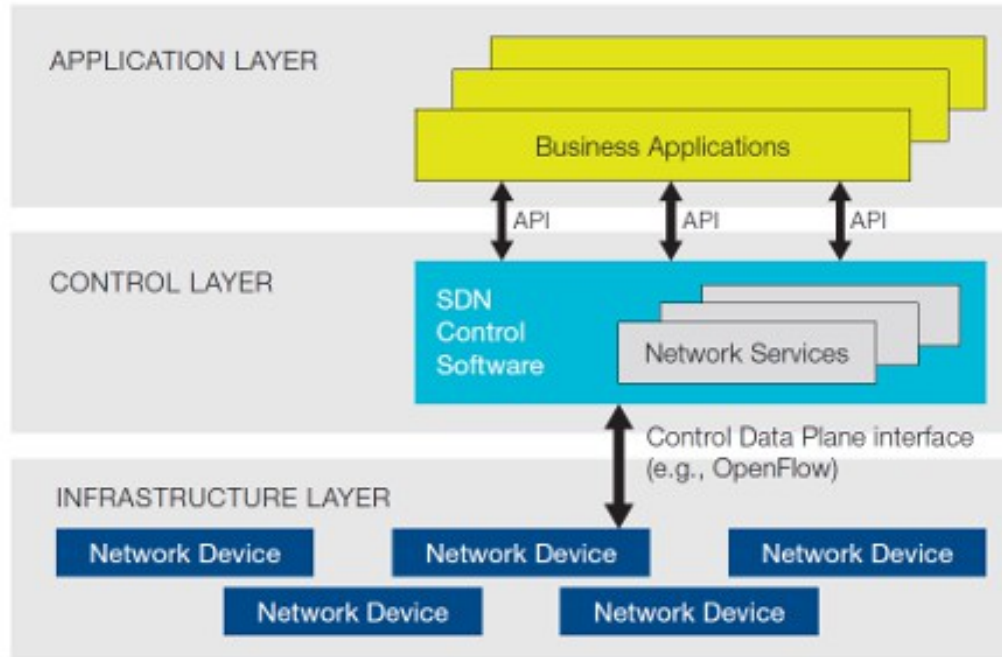 APPLICATION LAYER
Business Applications
API
API
API
CONTROL LAYER
SDN
Control
Software
Network Services
Control Data Plane interface
(e.g., OpenFlow)
INFRASTRUCTURE LAYER
Network Device
Network Device
Network Device
Network Device
Network Device